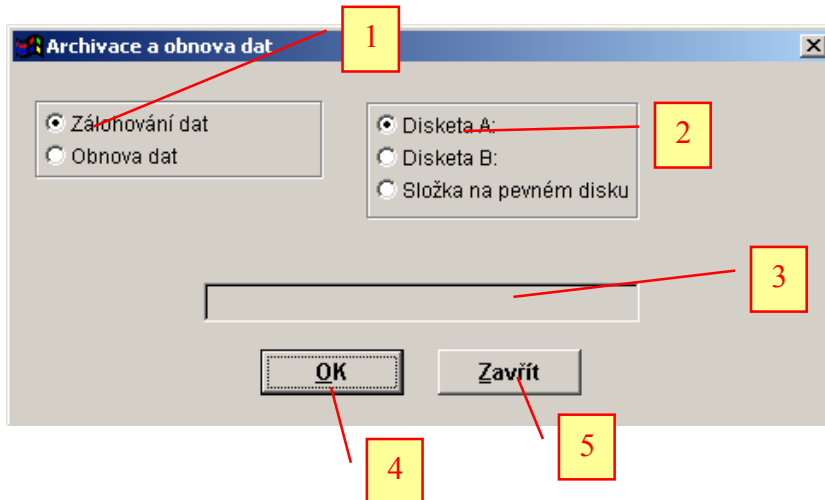 1
Archivace a obnova dat
Zálohování dat
Obnova dat
Disketa A:
Disketa B:
Složka na pevném disku
2
3
OK
Zavřít
4
5